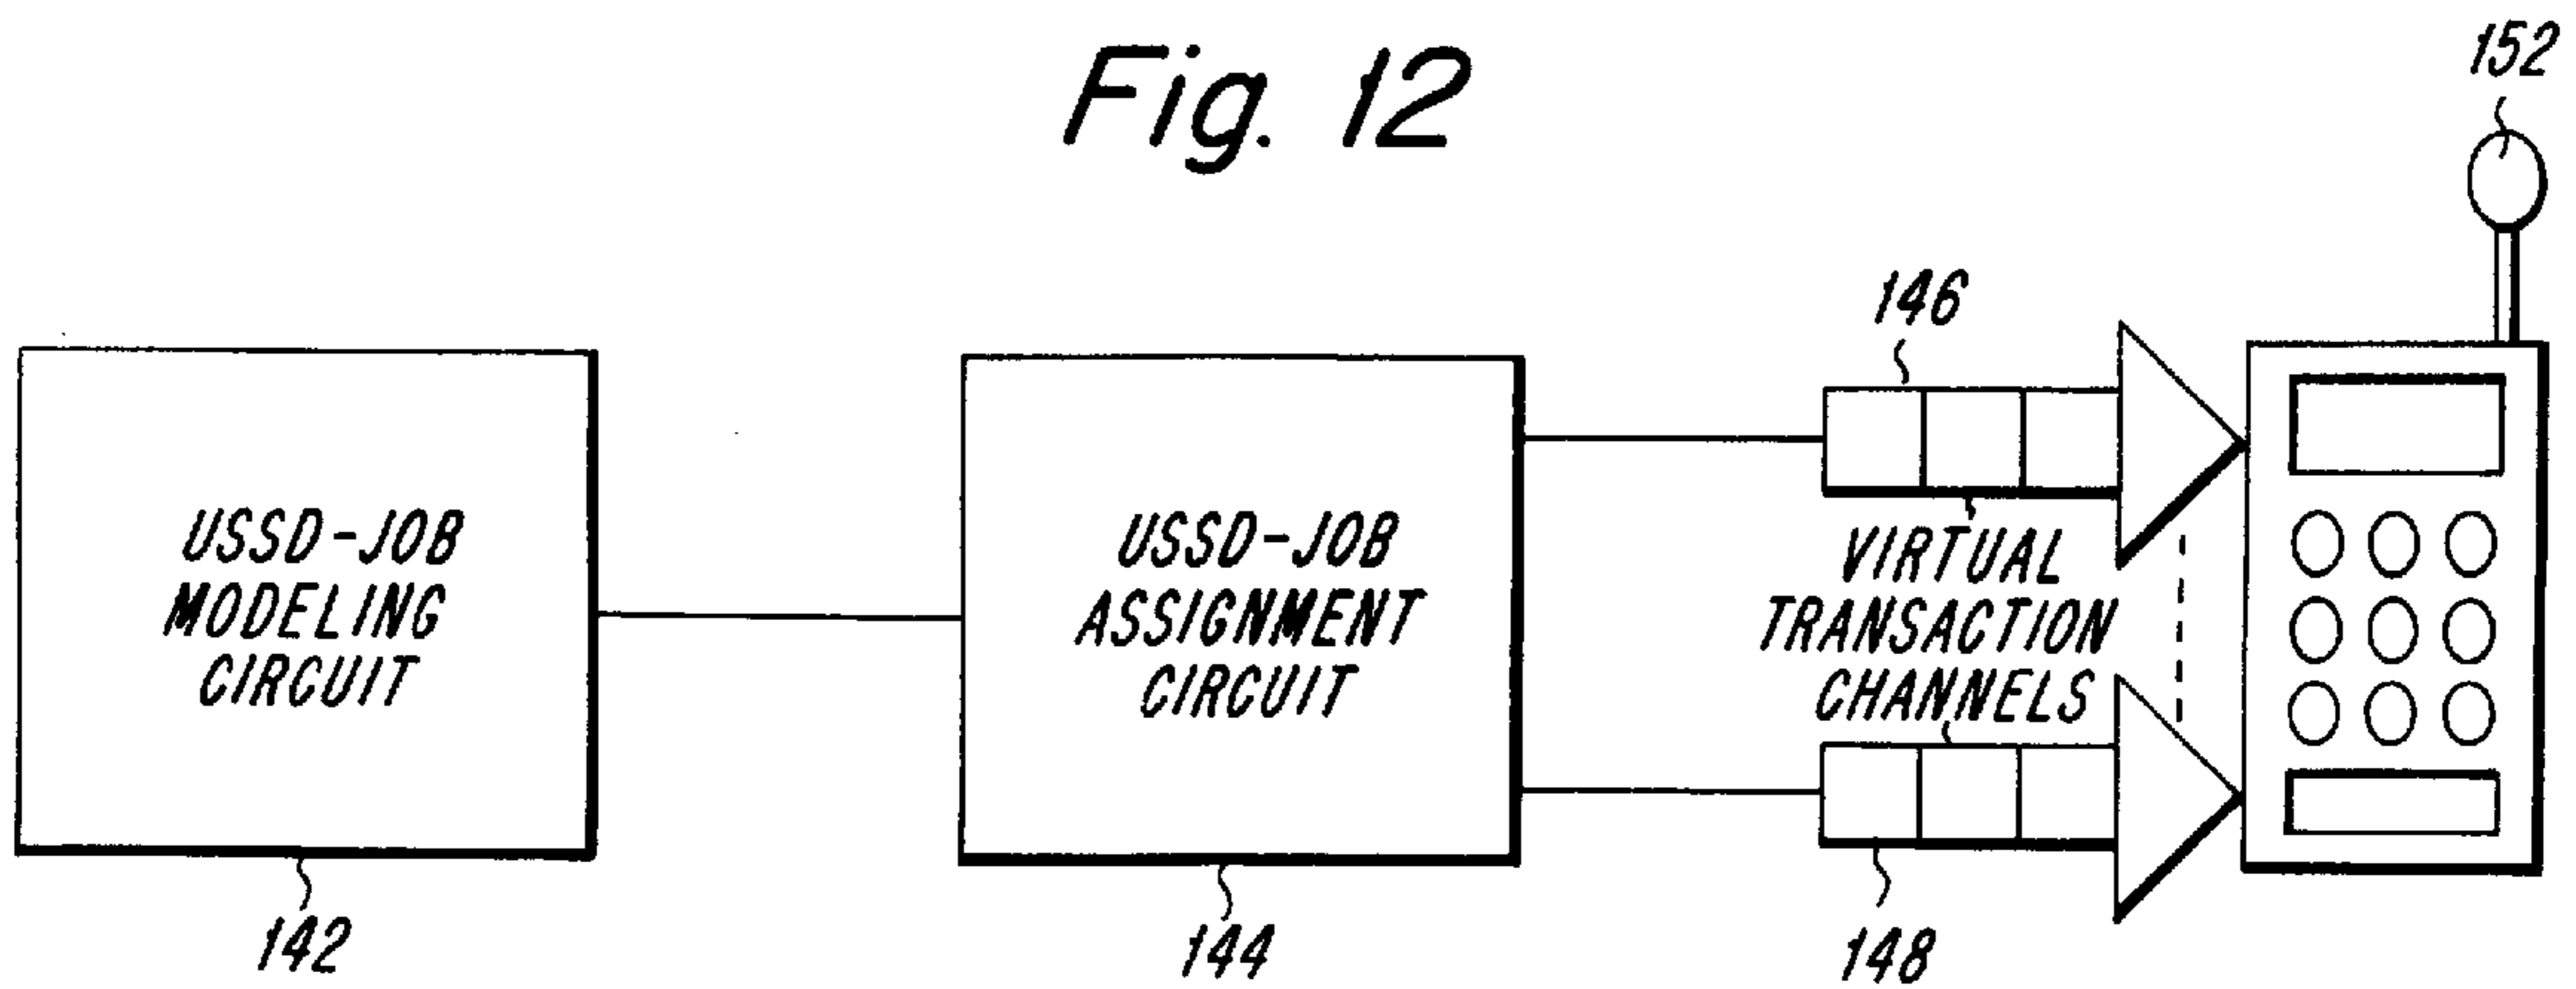 Fig. 12
152
146
USSD-JOB
MODELING
CIRCUIT
USSD-JOB
ASSIGNMENT
CIRCUIT
VIRTUAL
TRANSACTION
CHANNELS
142
144
148